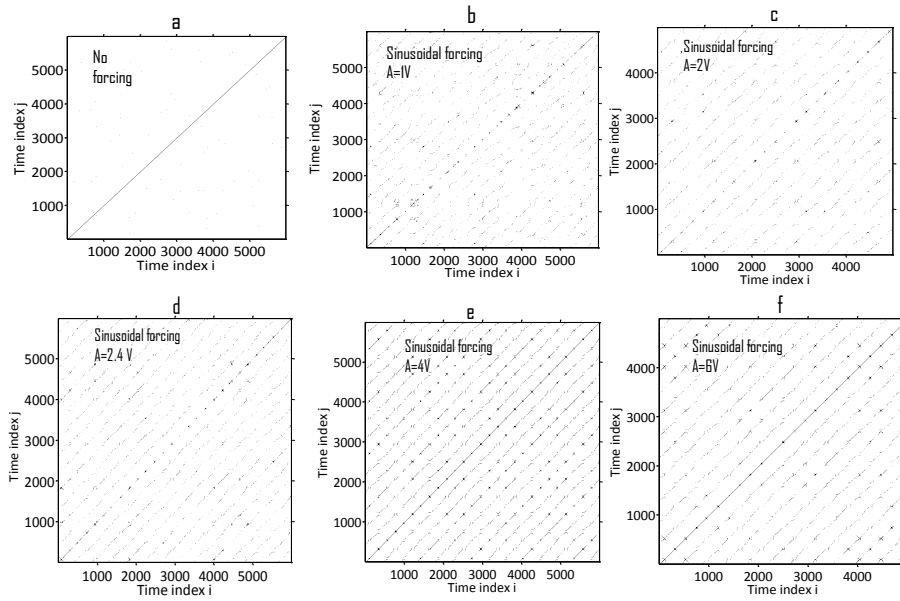 a
No
forcing
5000
4000
3000
2000
1000
Time index j
1000 2000 3000 4000 5000
Time index i
b
Sinusoidal forcing
A=1V
5000
4000
3000
2000
1000
Time index j
1000 2000 3000 4000 5000
Time index i
c
Sinusoidal forcing
A=2V
4000
3000
2000
1000
Time index j
1000 2000 3000 4000
Time index i
d
Sinusoidal forcing
A=2.4 V
5000
4000
3000
2000
1000
Time index j
1000 2000 3000 4000 5000
Time index i
e
Sinusoidal forcing
A=4V
5000
4000
3000
2000
1000
Time index j
1000 2000 3000 4000 5000
Time index i
f
Sinusoidal forcing
A=6V
4000
3000
2000
1000
Time index j
1000 2000 3000 4000
Time index i